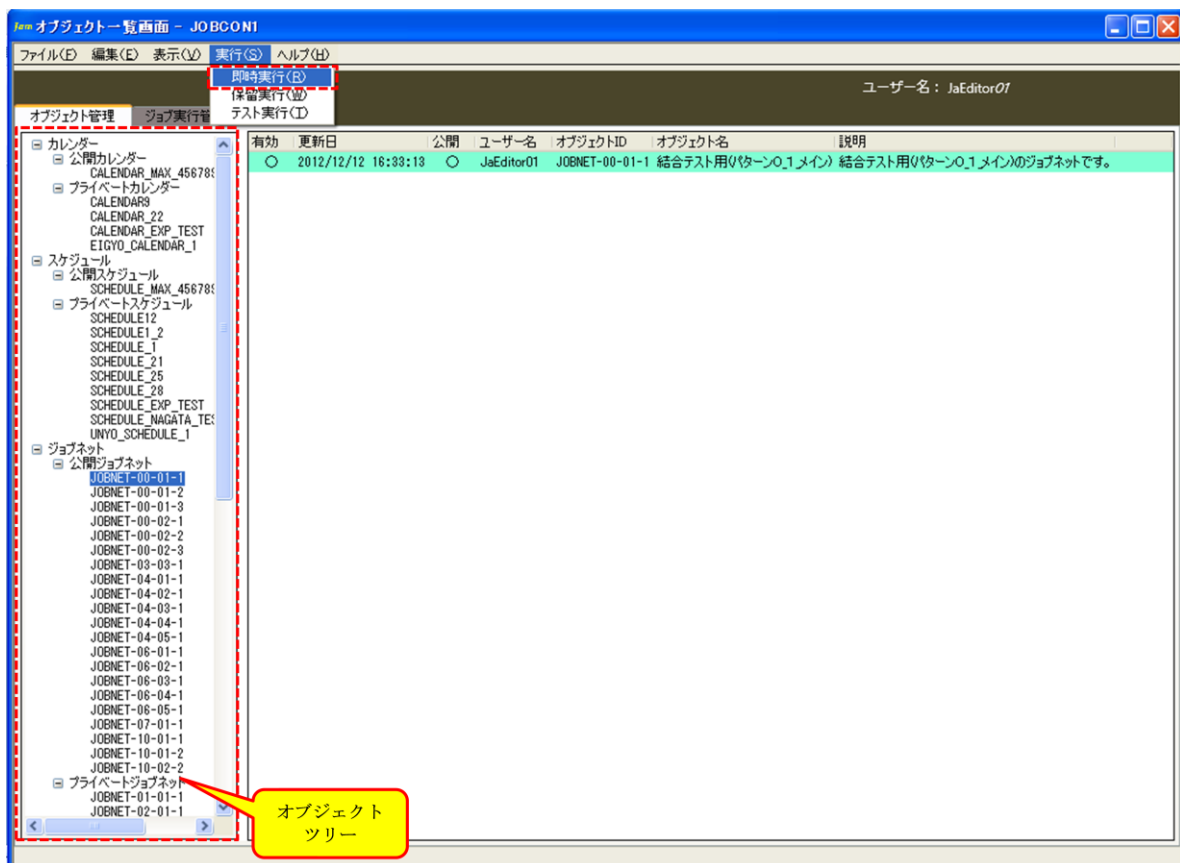 Jam オブジェクト一覧画面 - JOBCON1
ファイル(F) 編集(E) 表示(V) 実行(S) ヘルプ(H)
即時実行(R)
保留実行(W)
テスト実行(T)
ユーザー名： JaEditor01
オブジェクト管理 ジョブ実行管
カレンダー
公開カレンダー
CALENDAR_MAX_45678
プライベートカレンダー
CALENDAR9
CALENDAR_22
CALENDAR_EXP_TEST
EIGYO_CALENDAR_1
スケジュール
公開スケジュール
SCHEDULE_MAX_45678
プライベートスケジュール
SCHEDULE12
SCHEDULE1_2
SCHEDULE_1
SCHEDULE_21
SCHEDULE_25
SCHEDULE_28
SCHEDULE_EXP_TEST
SCHEDULE_NAGATA_TES
UNYO_SCHEDULE_1
ジョブネット
公開ジョブネット
JOBNET-00-01-1
JOBNET-00-01-2
JOBNET-00-01-3
JOBNET-00-02-1
JOBNET-00-02-2
JOBNET-00-02-3
JOBNET-03-03-1
JOBNET-04-01-1
JOBNET-04-02-1
JOBNET-04-03-1
JOBNET-04-04-1
JOBNET-04-05-1
JOBNET-06-01-1
JOBNET-06-02-1
JOBNET-06-03-1
JOBNET-06-04-1
JOBNET-06-05-1
JOBNET-07-01-1
JOBNET-10-01-1
JOBNET-10-01-2
JOBNET-10-02-2
プライベートジョブネット
JOBNET-01-01-1
JOBNET-02-01-1
有効 更新日 公開 ユーザー名 オブジェクトID オブジェクト名 説明
○ 2012/12/12 16:33:13 ○ JaEditor01 JOBNET-00-01-1 結合テスト用(パターン0_1_メイン) 結合テスト用(パターン0_1_メイン)のジョブネットです。
オブジェクト
ツリー